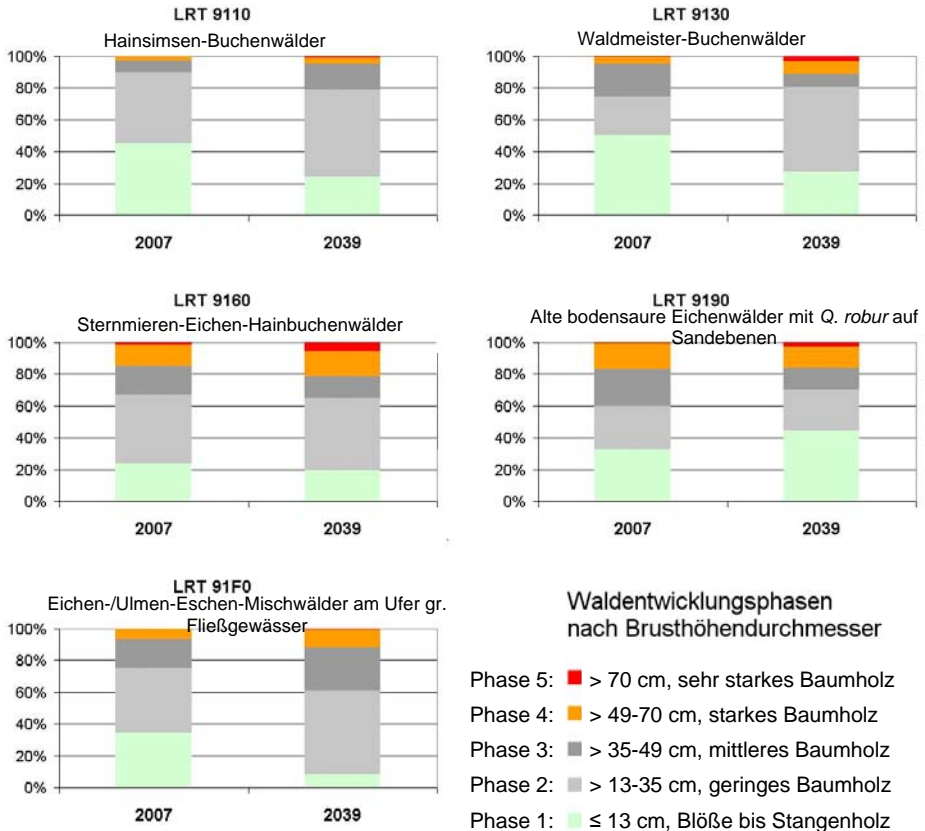 LRT 9110
Hainsimsen-Buchenwälder
100%
80%
60%
40%
20%
0%
2007
2039
LRT 9130
Waldmeister-Buchenwälder
100%
80%
60%
40%
20%
0%
2007
2039
LRT 9160
Sternmieren-Eichen-Hainbuchenwälder
100%
80%
60%
40%
20%
0%
2007
2039
LRT 9190
Alte bodensaure Eichenwälder mit Q. robur auf
Sandebenen
100%
80%
60%
40%
20%
0%
2007
2039
LRT 91F0
Eichen-/Ulmen-Eschen-Mischwälder am Ufer gr.
Fließgewässer
100%
80%
60%
40%
20%
0%
2007
2039
Waldentwicklungsphasen
nach Brusthöhendurchmesser
Phase 5: > 70 cm, sehr starkes Baumholz
Phase 4: > 49-70 cm, starkes Baumholz
Phase 3: > 35-49 cm, mittleres Baumholz
Phase 2: > 13-35 cm, geringes Baumholz
Phase 1: ≤ 13 cm, Blöße bis Stangenholz